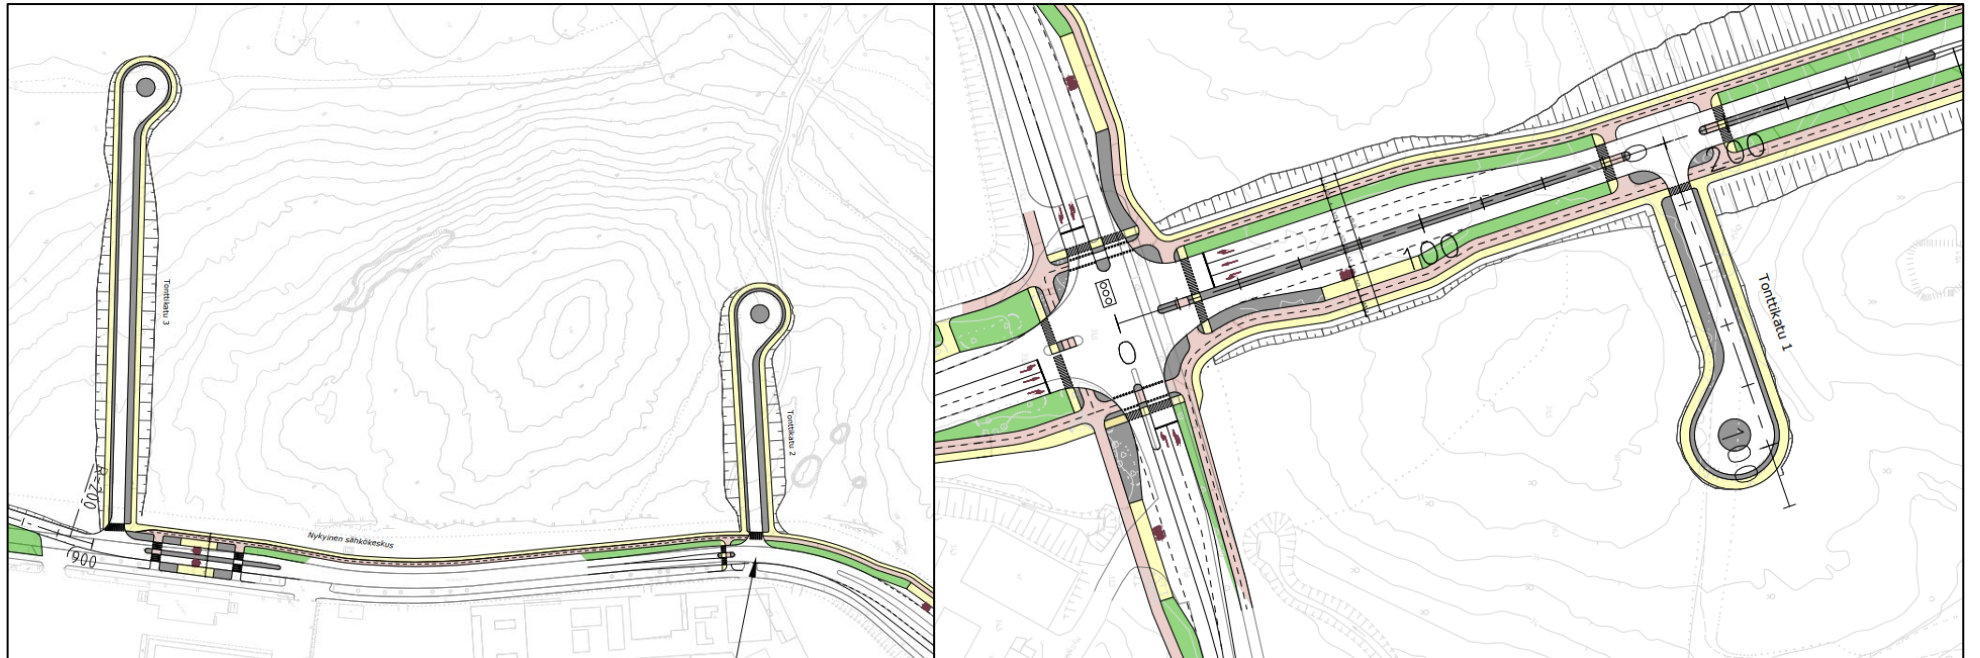 Tonttikatu 3
Tonttikatu 2
R=200
Nykyinen sähkökeskus
900
200
100
0
Tonttikatu 1
100